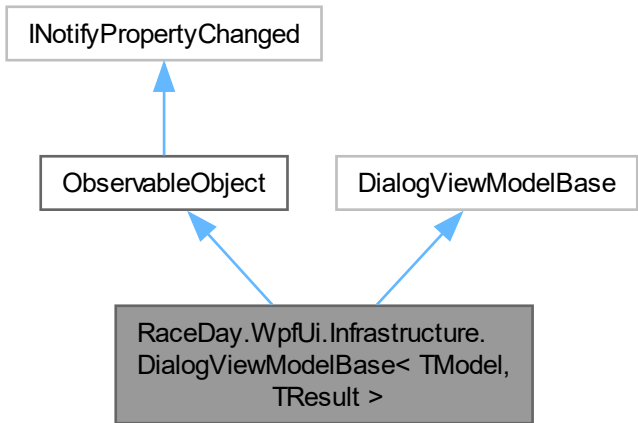 INotifyPropertyChanged
ObservableObject
DialogViewModelBase
RaceDay.WpfUi.Infrastructure.
DialogViewModelBase< TModel,
TResult >